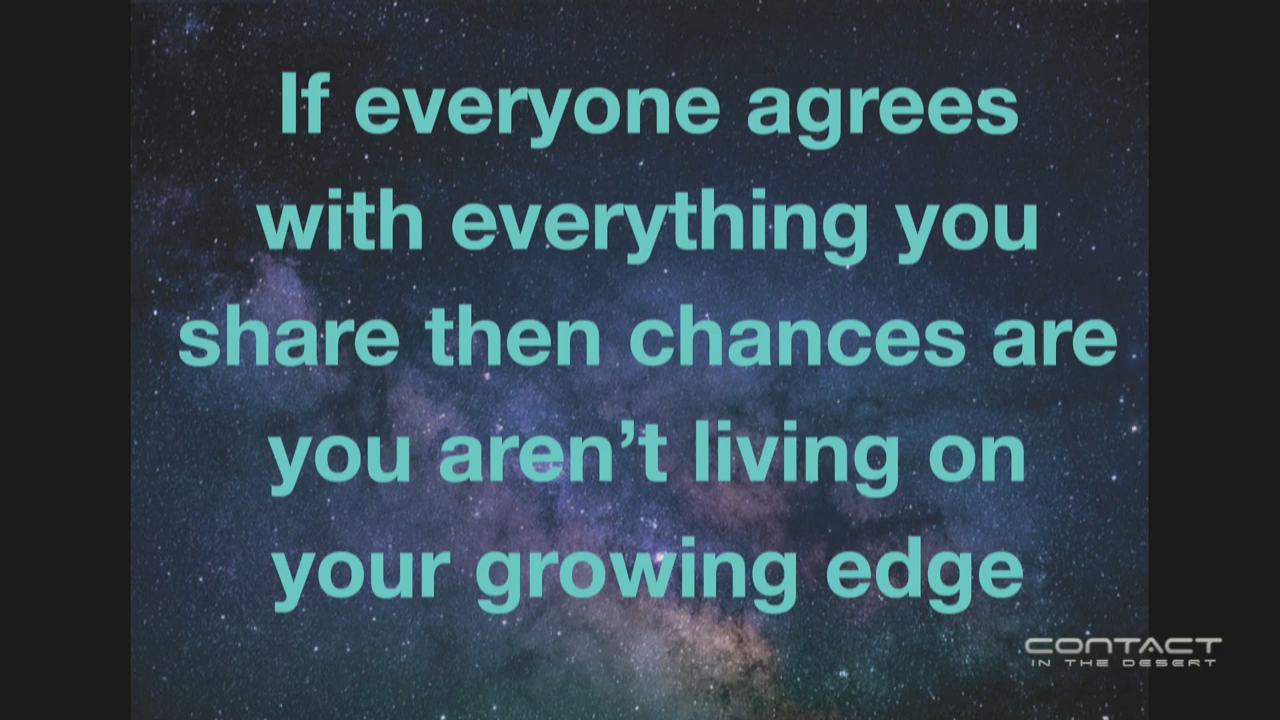 If everyone agrees
with everything you
share then chances are
you aren’t living on
your growing edge
CONTACT
IN THE DESERT